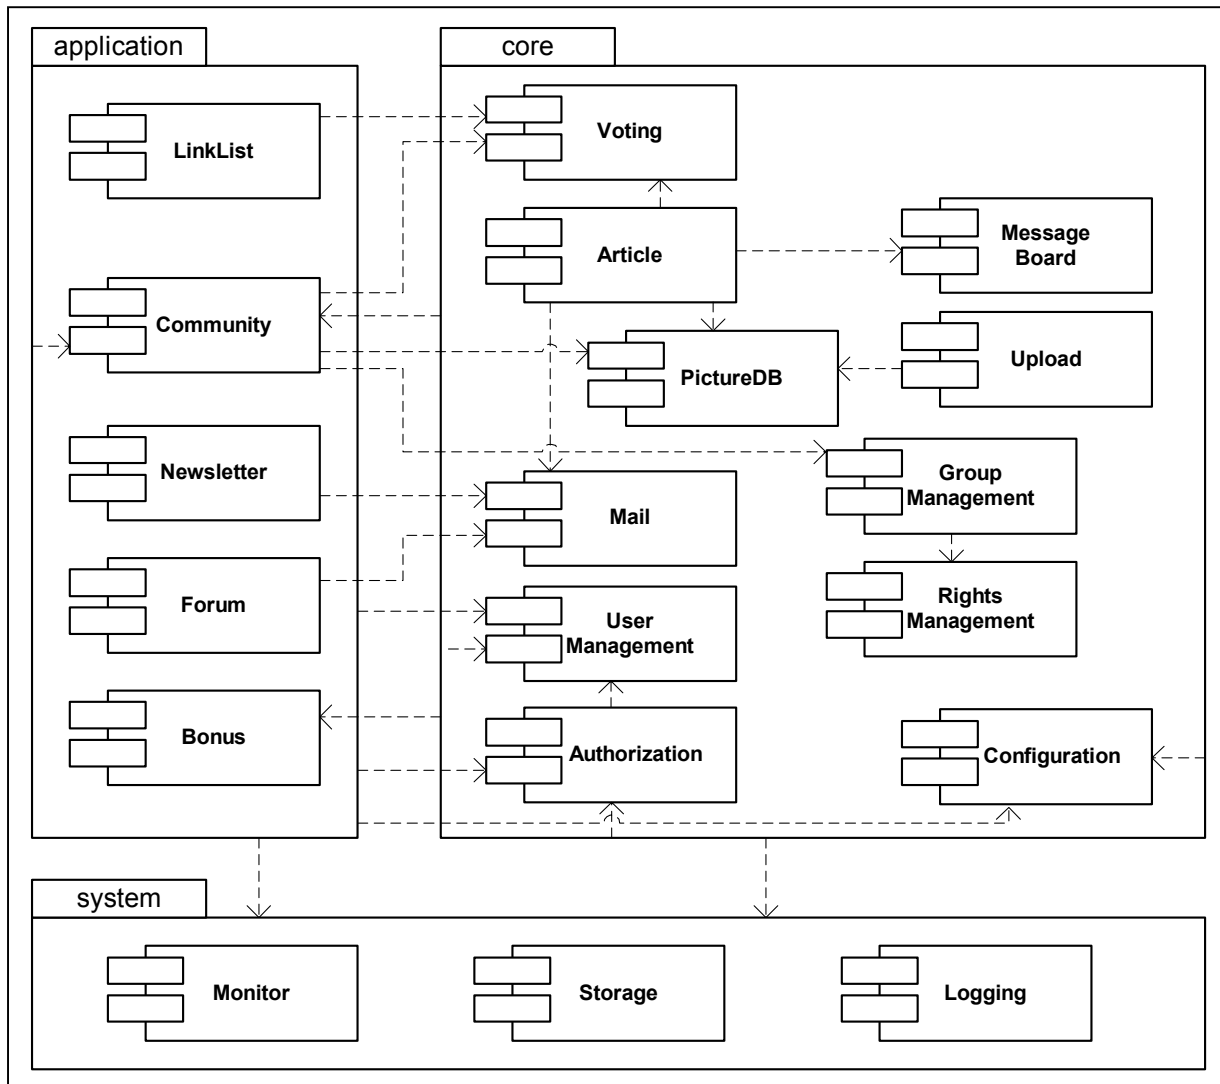 application
core
LinkList
Voting
Article
Message
Board
Community
PictureDB
Upload
Newsletter
Group
Management
Mail
Forum
User
Management
Rights
Management
Bonus
Authorization
Configuration
system
Monitor
Storage
Logging